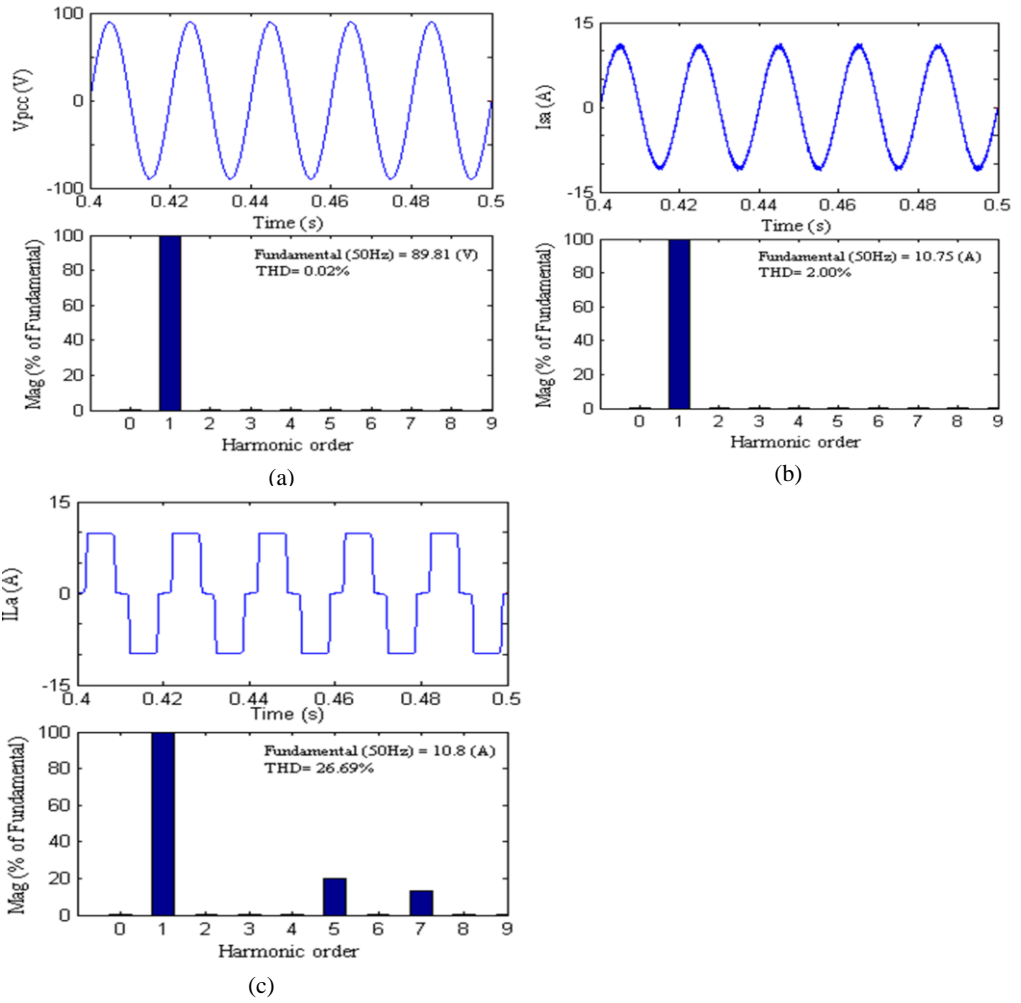 100
Vpcc (V)
0
-100
0.4 0.42 0.44 0.46 0.48 0.5
Time (s)
100
80
60
40
20
0
Mag (% of Fundamental)
Fundamental (50Hz) = 89.81 (V)
THD= 0.02%
0 1 2 3 4 5 6 7 8 9
Harmonic order
(a)
15
Isa (A)
0
-15
0.4 0.42 0.44 0.46 0.48 0.5
Time (s)
100
80
60
40
20
0
Mag (% of Fundamental)
Fundamental (50Hz) = 10.75 (A)
THD= 2.00%
0 1 2 3 4 5 6 7 8 9
Harmonic order
(b)
15
ILa (A)
0
-15
0.4 0.42 0.44 0.46 0.48 0.5
Time (s)
100
80
60
40
20
0
Mag (% of Fundamental)
Fundamental (50Hz) = 10.8 (A)
THD= 26.69%
0 1 2 3 4 5 6 7 8 9
Harmonic order
(c)